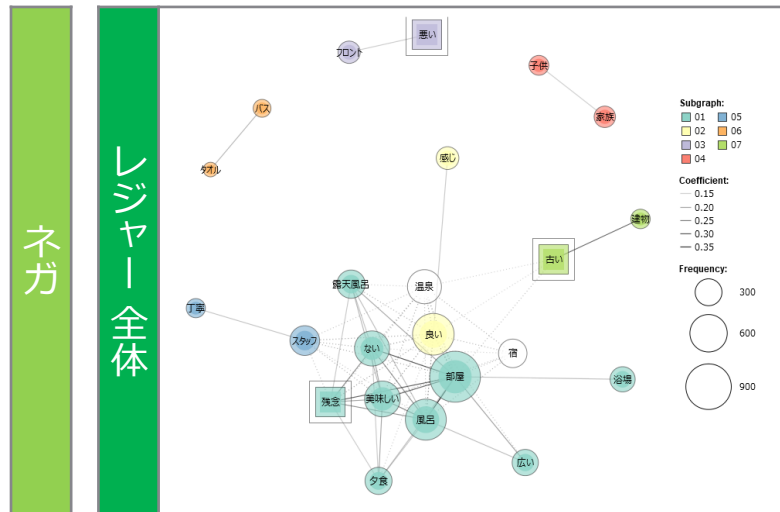 ネガ
レジャー全体
悪い
フロント
子供
家族
バス
タオル
感じ
建物
古い
露天風呂
温泉
丁寧
スタッフ
ない
良い
宿
部屋
浴場
残念
美味しい
風呂
夕食
広い
Subgraph:
01 05
02 06
03 07
04
Coefficient:
0.15
0.20
0.25
0.30
0.35
Frequency:
300
600
900